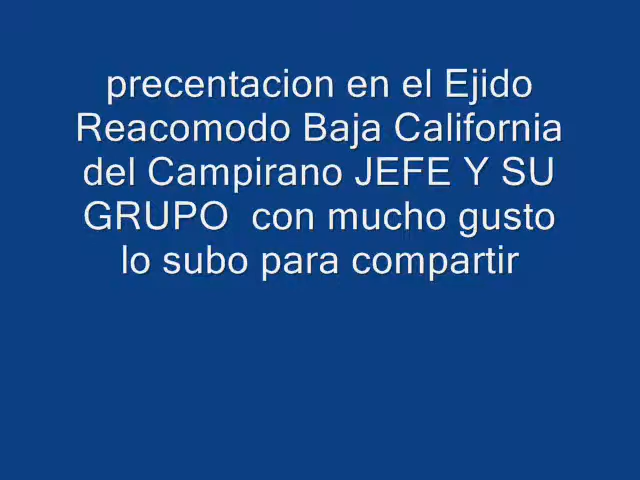 precentacion en el Ejido
Reacomodo Baja California
del Campirano JEFE Y SU
GRUPO  con mucho gusto
lo subo para compartir